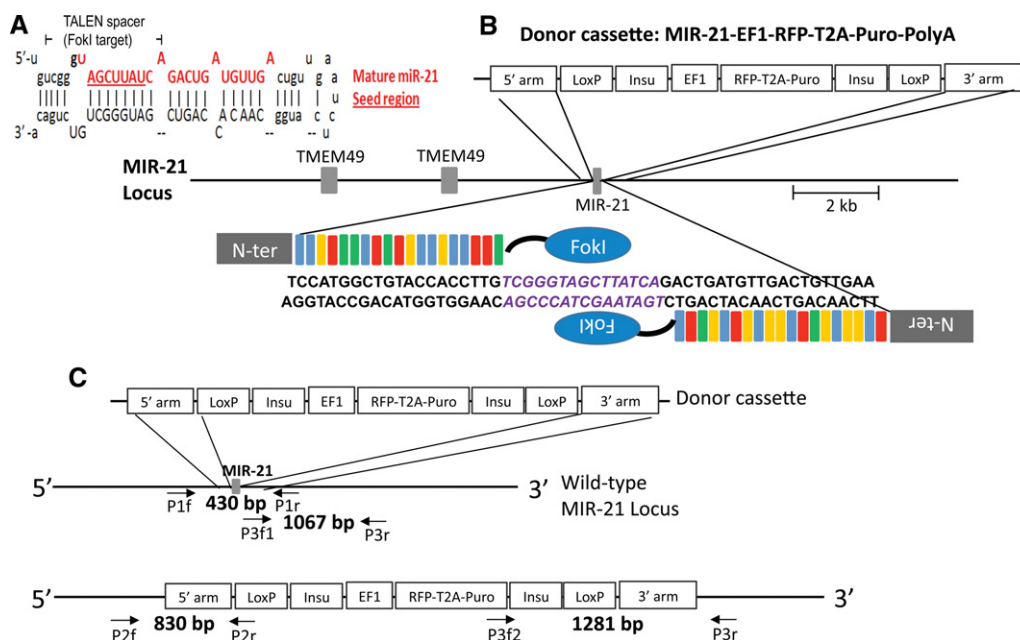 A
TALEN spacer
(FokI target)
5'-u gU A A A u a
gucgg AGCUUAUC GACUG UGUUG cugu g a Mature miR-21
caguc UCGGGUAG CUGAC ACAAC ggua c c u Seed region
3'-a UG -- C -- -- u
B
Donor cassette: MIR-21-EF1-RFP-T2A-Puro-PolyA
5' arm LoxP Insu EF1 RFP-T2A-Puro Insu LoxP 3' arm
TMEM49 TMEM49
MIR-21
Locus
MIR-21
2 kb
N-ter FokI
TCCATGGCTGTACCACCTTGTCGGGTAGCTTATCAGACTGATGTTGACTGTTGAA
AGGTACCGACATGGTGGAACAGCCCATCGAATAGTCTGACTACAACTGACAACTT
FokI N-ter
C
5' arm LoxP Insu EF1 RFP-T2A-Puro Insu LoxP 3' arm Donor cassette
MIR-21
5' 3' Wild-type
MIR-21 Locus
P1f 430 bp P1r
P3f1 1067 bp P3r
5' arm LoxP Insu EF1 RFP-T2A-Puro Insu LoxP 3' arm
5' 3'
P2f 830 bp P2r P3f2 1281 bp P3r